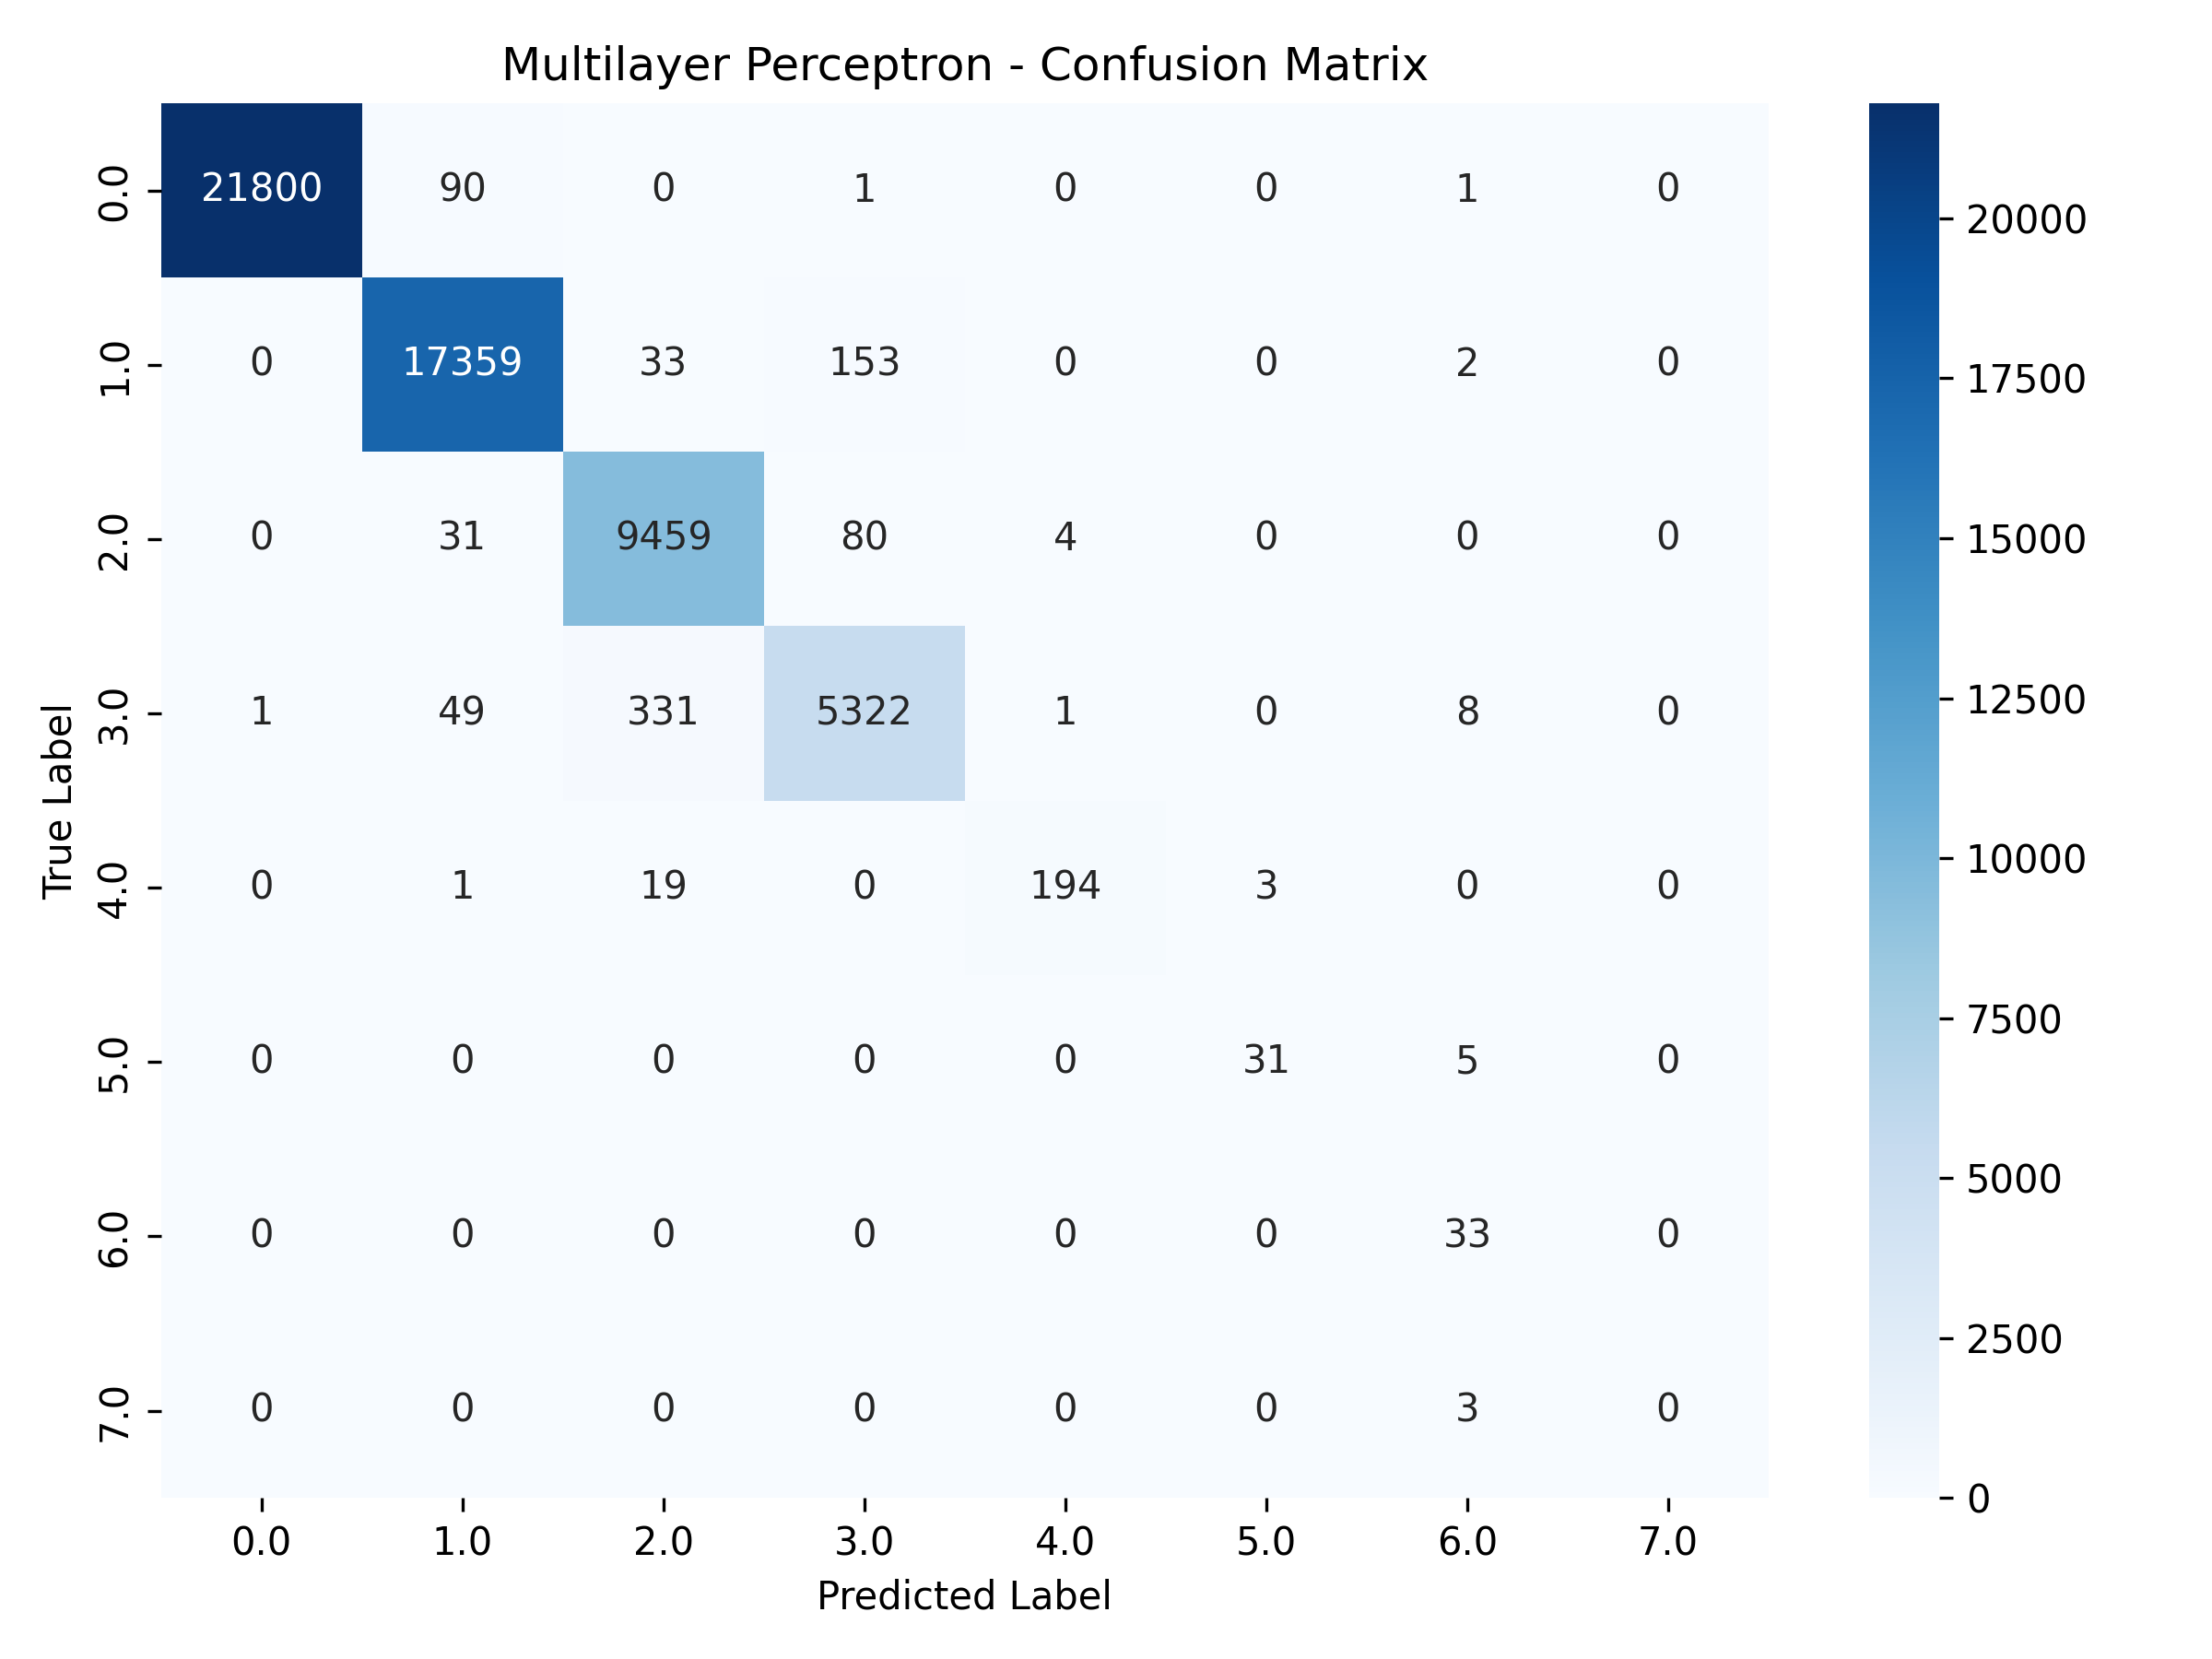 Multilayer Perceptron - Confusion Matrix
True Label
0.0 21800 90 0 1 0 0 1 0
1.0 0 17359 33 153 0 0 2 0
2.0 0 31 9459 80 4 0 0 0
3.0 1 49 331 5322 1 0 8 0
4.0 0 1 19 0 194 3 0 0
5.0 0 0 0 0 0 31 5 0
6.0 0 0 0 0 0 0 33 0
7.0 0 0 0 0 0 0 3 0
0.0 1.0 2.0 3.0 4.0 5.0 6.0 7.0
Predicted Label
20000
17500
15000
12500
10000
7500
5000
2500
0